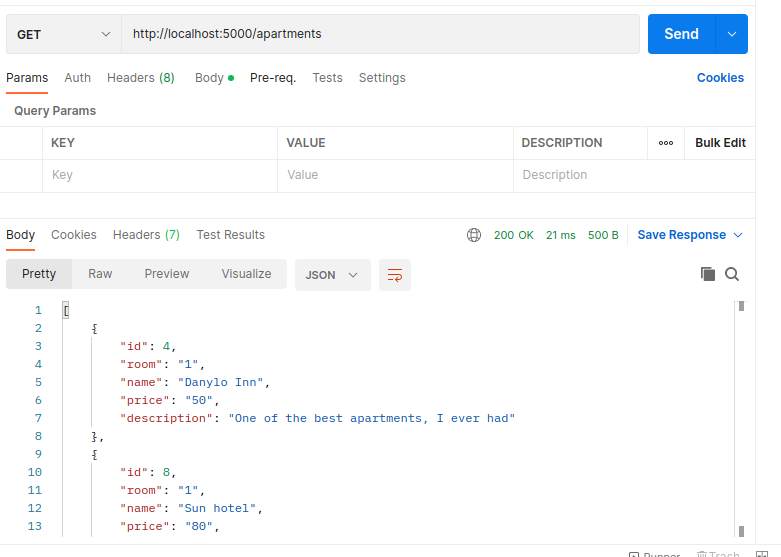 GET http://localhost:5000/apartments Send
Params Auth Headers (8) Body Pre-req. Tests Settings Cookies
Query Params
KEY VALUE DESCRIPTION ooo Bulk Edit
Key Value Description
Body Cookies Headers (7) Test Results 200 OK 21 ms 500 B Save Response
Pretty Raw Preview Visualize JSON
1 [
2 {
3 "id": 4,
4 "room": "1",
5 "name": "Danylo Inn",
6 "price": "50",
7 "description": "One of the best apartments, I ever had"
8 },
9 {
10 "id": 8,
11 "room": "1",
12 "name": "Sun hotel",
13 "price": "80",
Runner Trash